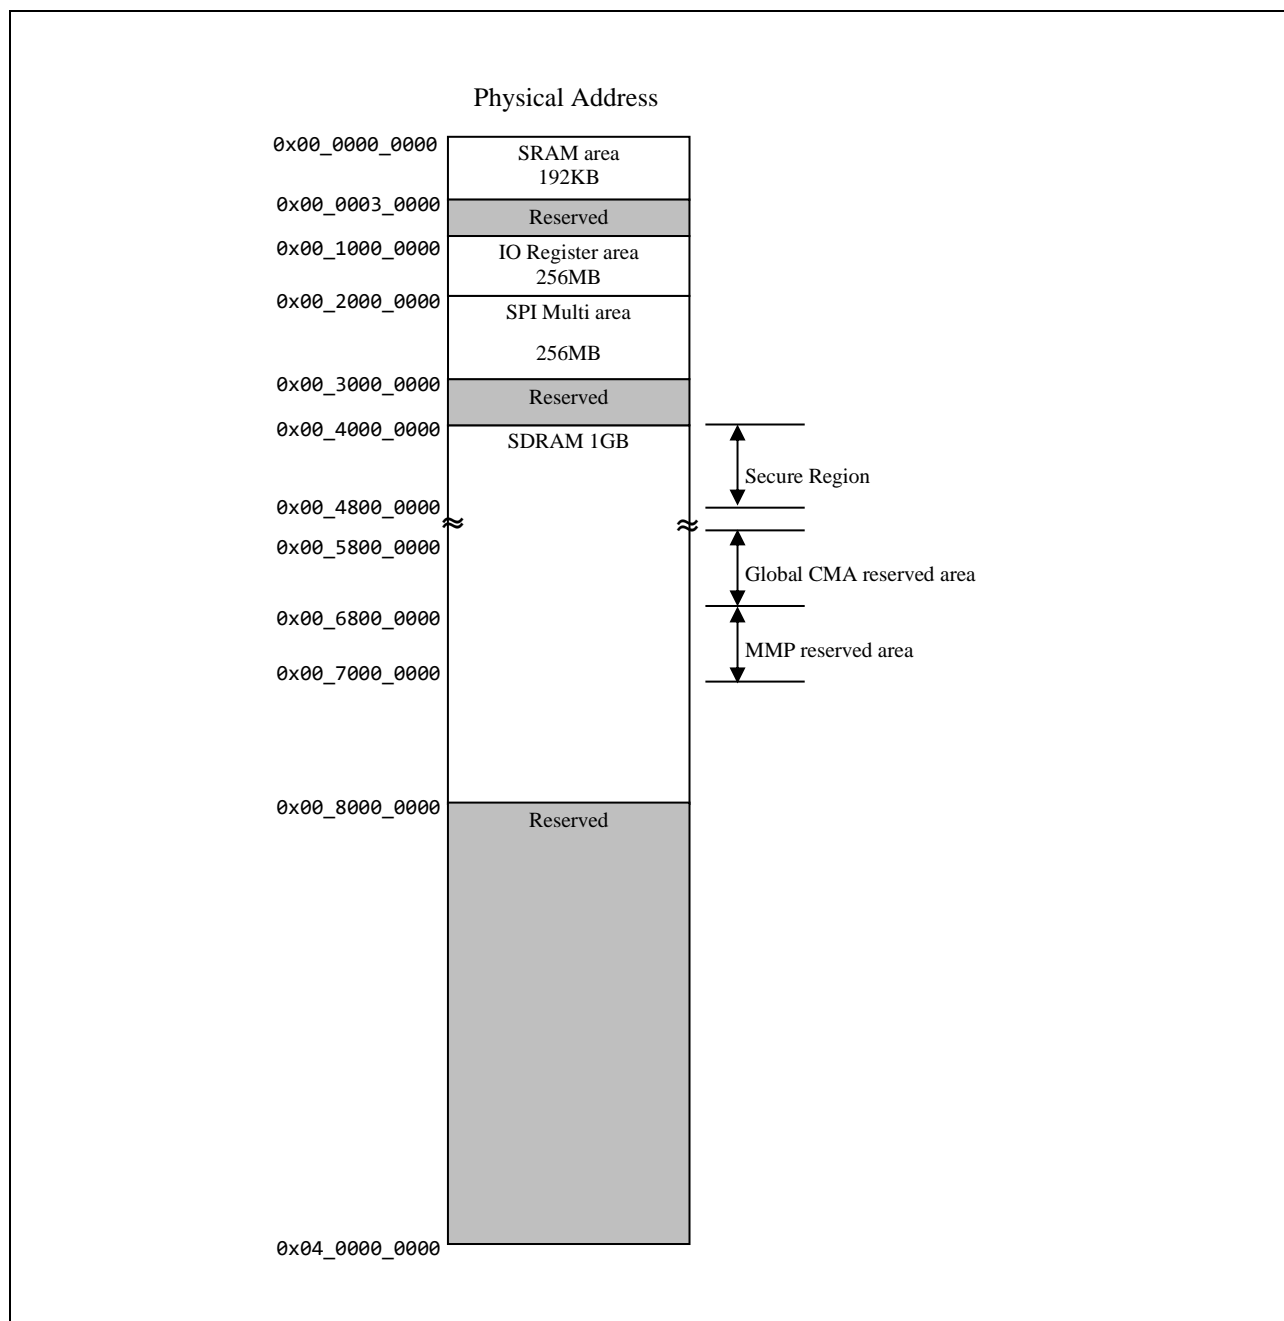 Physical Address
0x00_0000_0000
SRAM area
192KB
0x00_0003_0000
Reserved
0x00_1000_0000
IO Register area
256MB
0x00_2000_0000
SPI Multi area
256MB
0x00_3000_0000
Reserved
0x00_4000_0000
SDRAM 1GB
Secure Region
0x00_4800_0000
0x00_5800_0000
Global CMA reserved area
0x00_6800_0000
MMP reserved area
0x00_7000_0000
0x00_8000_0000
Reserved
0x04_0000_0000